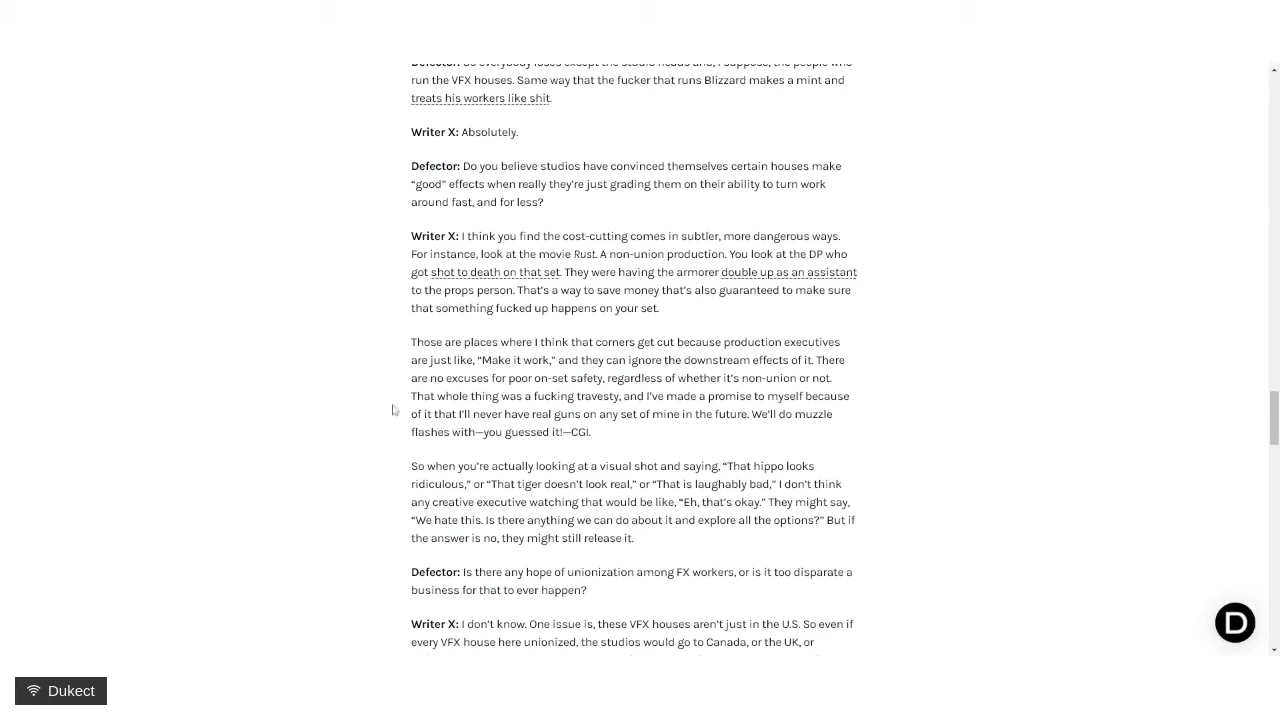 Defector: So everybody loses except the studio heads and, I suppose, the people who
run the VFX houses. Same way that the fucker that runs Blizzard makes a mint and
treats his workers like shit.
Writer X: Absolutely.
Defector: Do you believe studios have convinced themselves certain houses make
“good” effects when really they’re just grading them on their ability to turn work
around fast, and for less?
Writer X: I think you find the cost-cutting comes in subtler, more dangerous ways.
For instance, look at the movie Rust. A non-union production. You look at the DP who
got shot to death on that set. They were having the armorer double up as an assistant
to the props person. That’s a way to save money that’s also guaranteed to make sure
that something fucked up happens on your set.
Those are places where I think that corners get cut because production executives
are just like, “Make it work,” and they can ignore the downstream effects of it. There
are no excuses for poor on-set safety, regardless of whether it’s non-union or not.
That whole thing was a fucking travesty, and I’ve made a promise to myself because
of it that I’ll never have real guns on any set of mine in the future. We’ll do muzzle
flashes with—you guessed it!—CGI.
So when you’re actually looking at a visual shot and saying, “That hippo looks
ridiculous,” or “That tiger doesn’t look real,” or “That is laughably bad,” I don’t think
any creative executive watching that would be like, “Eh, that’s okay.” They might say,
“We hate this. Is there anything we can do about it and explore all the options?” But if
the answer is no, they might still release it.
Defector: Is there any hope of unionization among FX workers, or is it too disparate a
business for that to ever happen?
Writer X: I don’t know. One issue is, these VFX houses aren’t just in the U.S. So even if
every VFX house here unionized, the studios would go to Canada, or the UK, or
D
Dukect